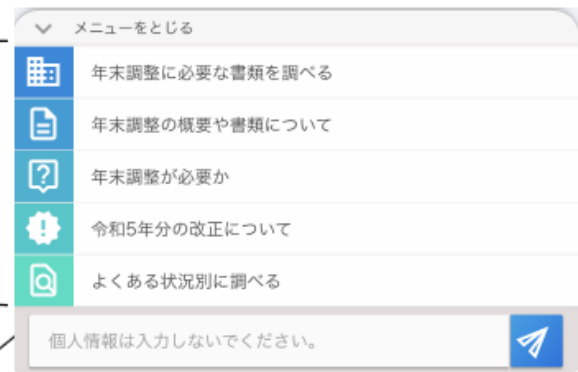 メニューをとじる
年末調整に必要な書類を調べる
年末調整の概要や書類について
年末調整が必要か
令和5年分の改正について
よくある状況別に調べる
個人情報は入力しないでください。